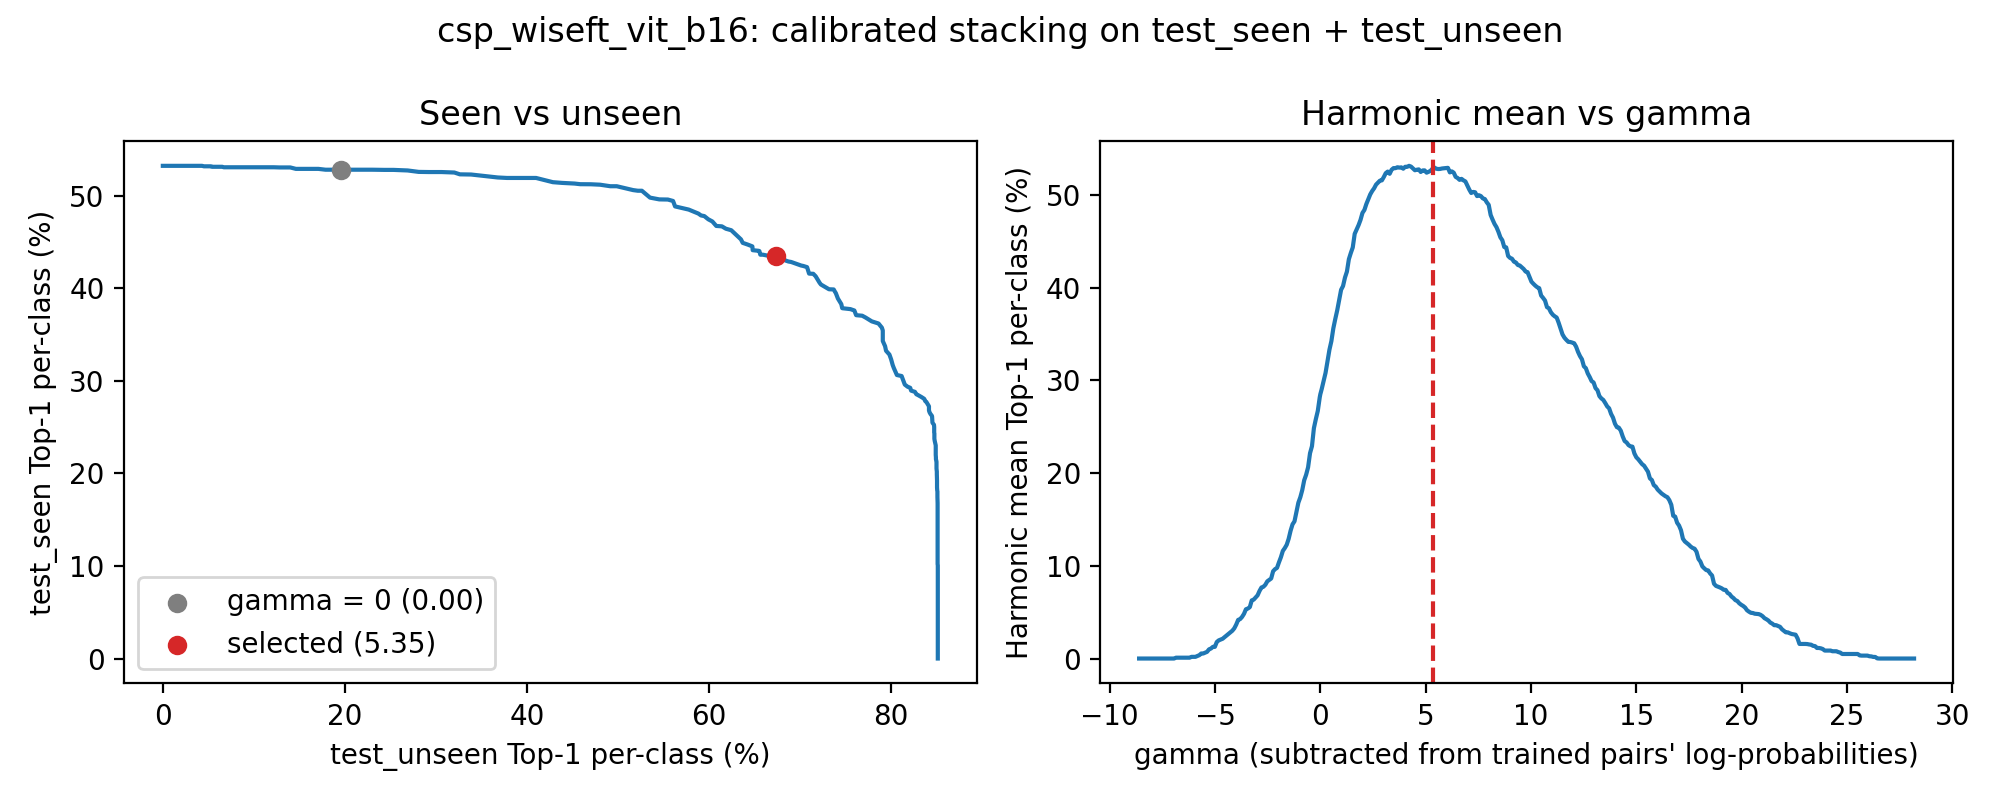 csp_wiseft_vit_b16: calibrated stacking on test_seen + test_unseen
Seen vs unseen
test_seen Top-1 per-class (%)
50
40
30
20
10
0
gamma = 0 (0.00)
selected (5.35)
0 20 40 60 80
test_unseen Top-1 per-class (%)
Harmonic mean vs gamma
Harmonic mean Top-1 per-class (%)
50
40
30
20
10
0
−10 −5 0 5 10 15 20 25 30
gamma (subtracted from trained pairs' log-probabilities)